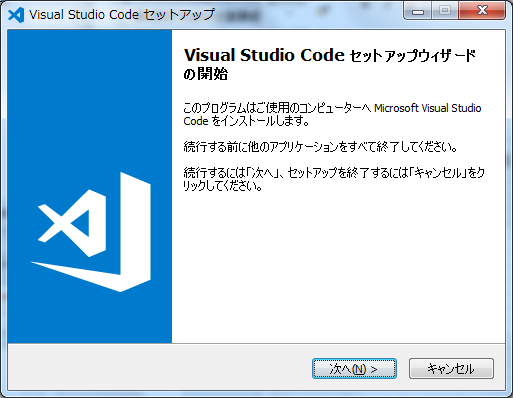 Visual Studio Code セットアップ
Visual Studio Code セットアップウィザード
の開始
このプログラムはご使用のコンピューターへ Microsoft Visual Studio
Code をインストールします。
続行する前に他のアプリケーションをすべて終了してください。
続行するには「次へ」、セットアップを終了するには「キャンセル」をク
リックしてください。
次へ(N) >
キャンセル